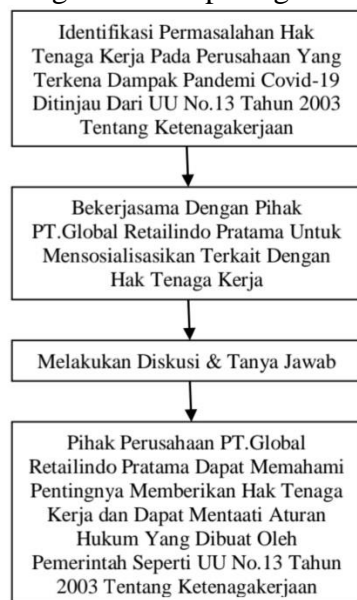 Identifikasi Permasalahan Hak
Tenaga Kerja Pada Perusahaan Yang
Terkena Dampak Pandemi Covid-19
Ditinjau Dari UU No.13 Tahun 2003
Tentang Ketenagakerjaan
Bekerjasama Dengan Pihak
PT.Global Retailindo Pratama Untuk
Mensosialisasikan Terkait Dengan
Hak Tenaga Kerja
Melakukan Diskusi & Tanya Jawab
Pihak Perusahaan PT.Global
Retailindo Pratama Dapat Memahami
Pentingnya Memberikan Hak Tenaga
Kerja dan Dapat Mentaati Aturan
Hukum Yang Dibuat Oleh
Pemerintah Seperti UU No.13 Tahun
2003 Tentang Ketenagakerjaan